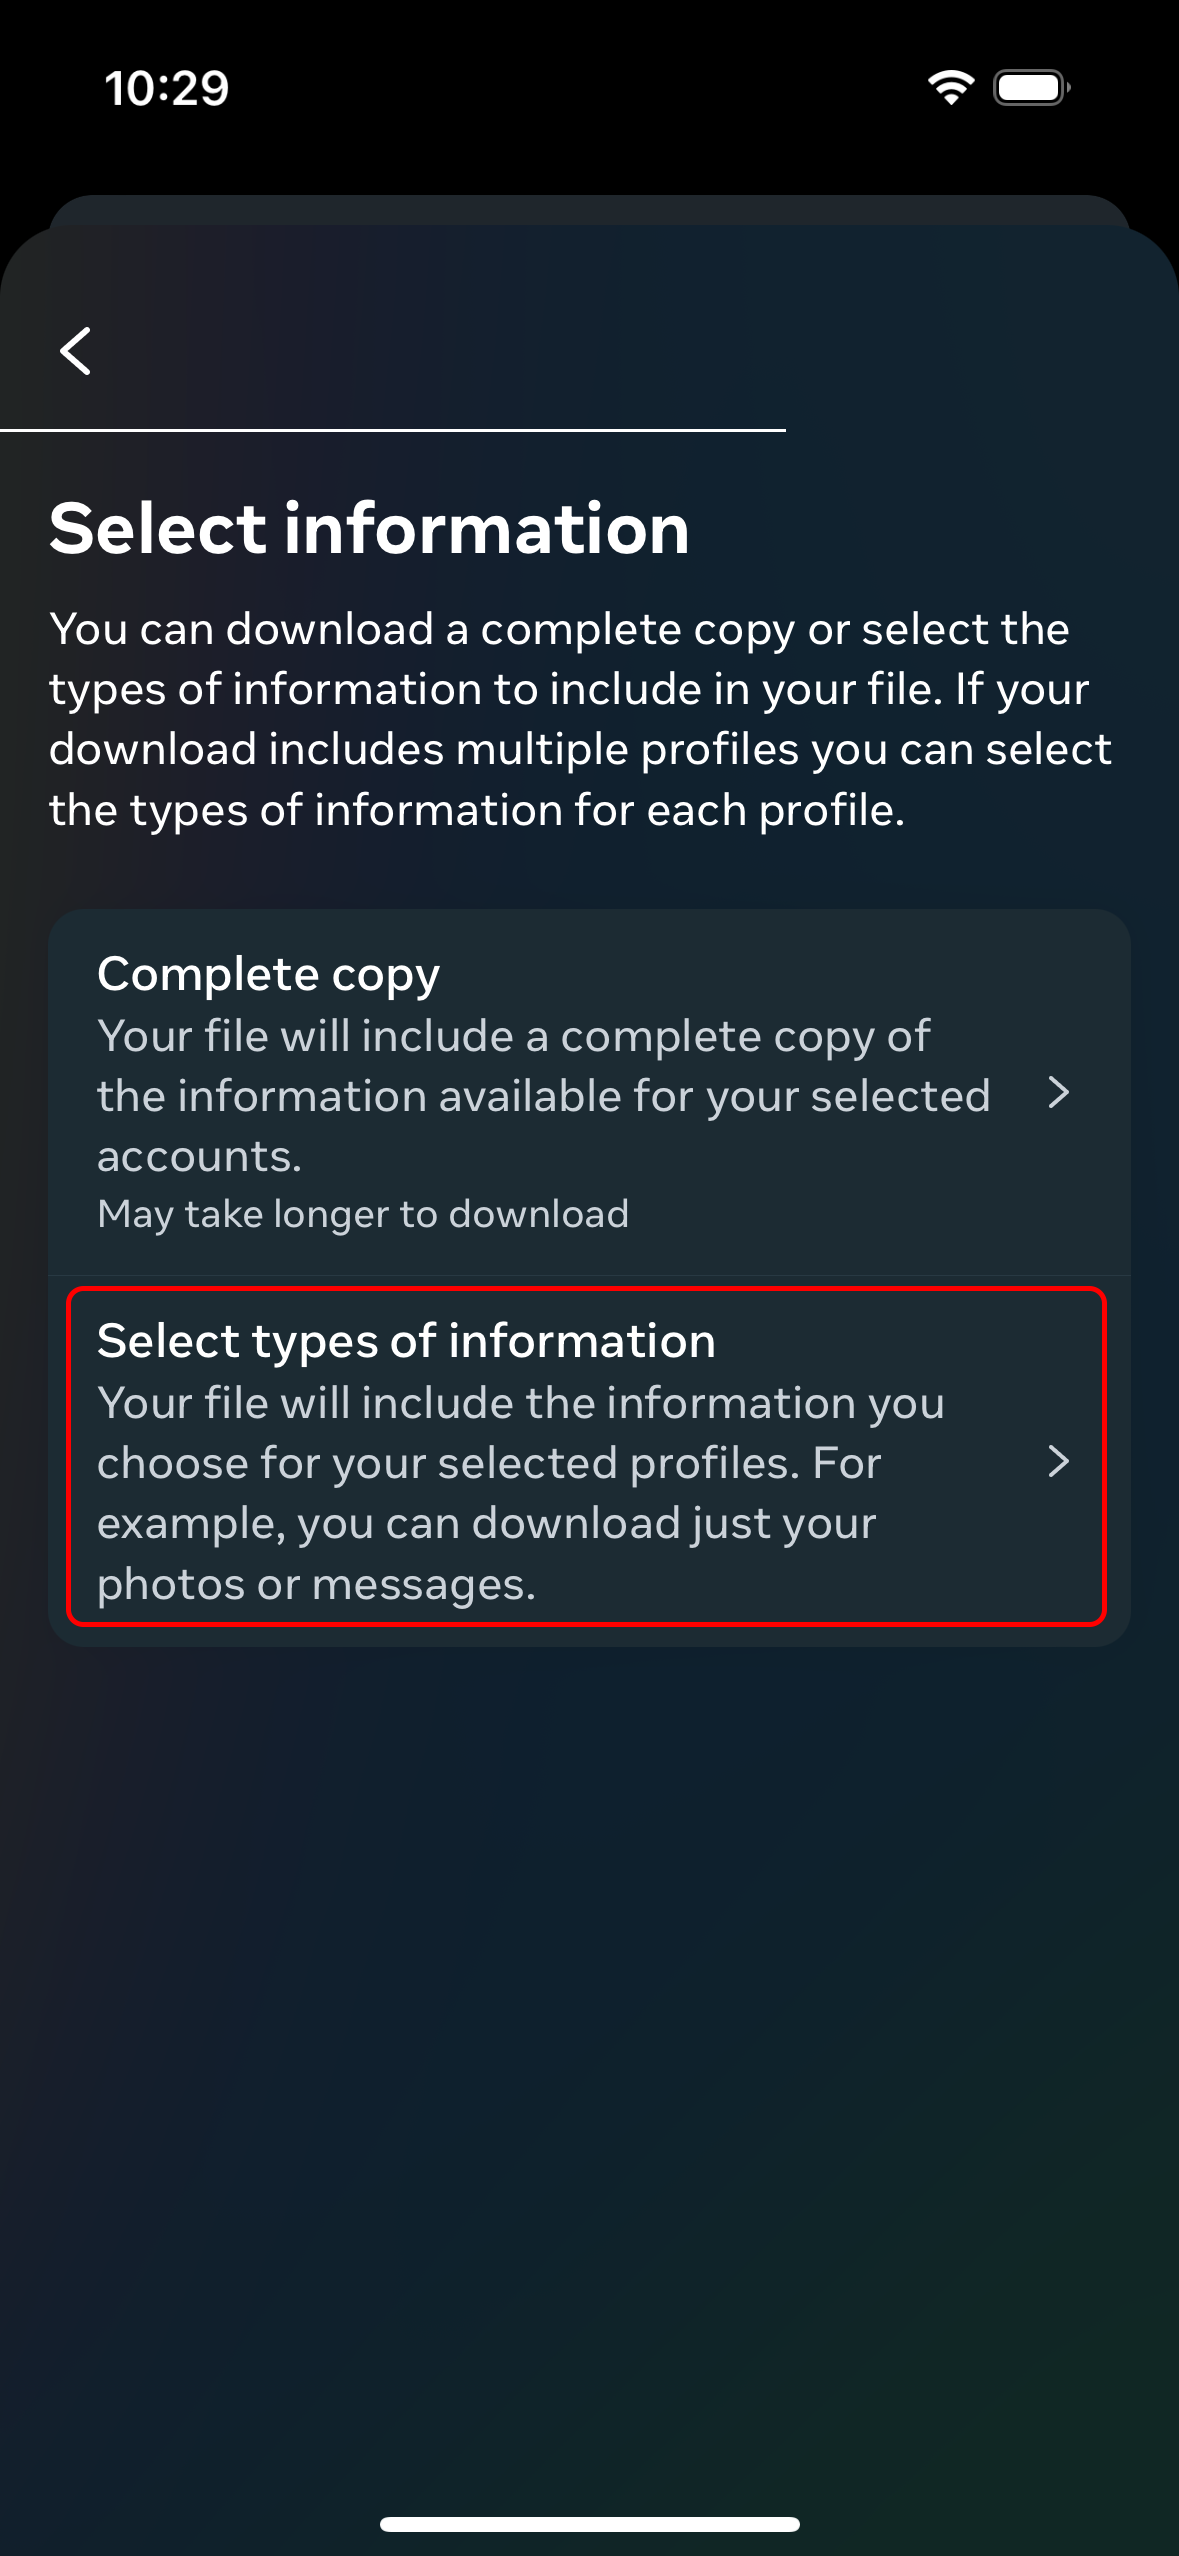 10:29
Select information
You can download a complete copy or select the
types of information to include in your file. If your
download includes multiple profiles you can select
the types of information for each profile.
Complete copy
Your file will include a complete copy of
the information available for your selected
accounts.
May take longer to download
Select types of information
Your file will include the information you
choose for your selected profiles. For
example, you can download just your
photos or messages.